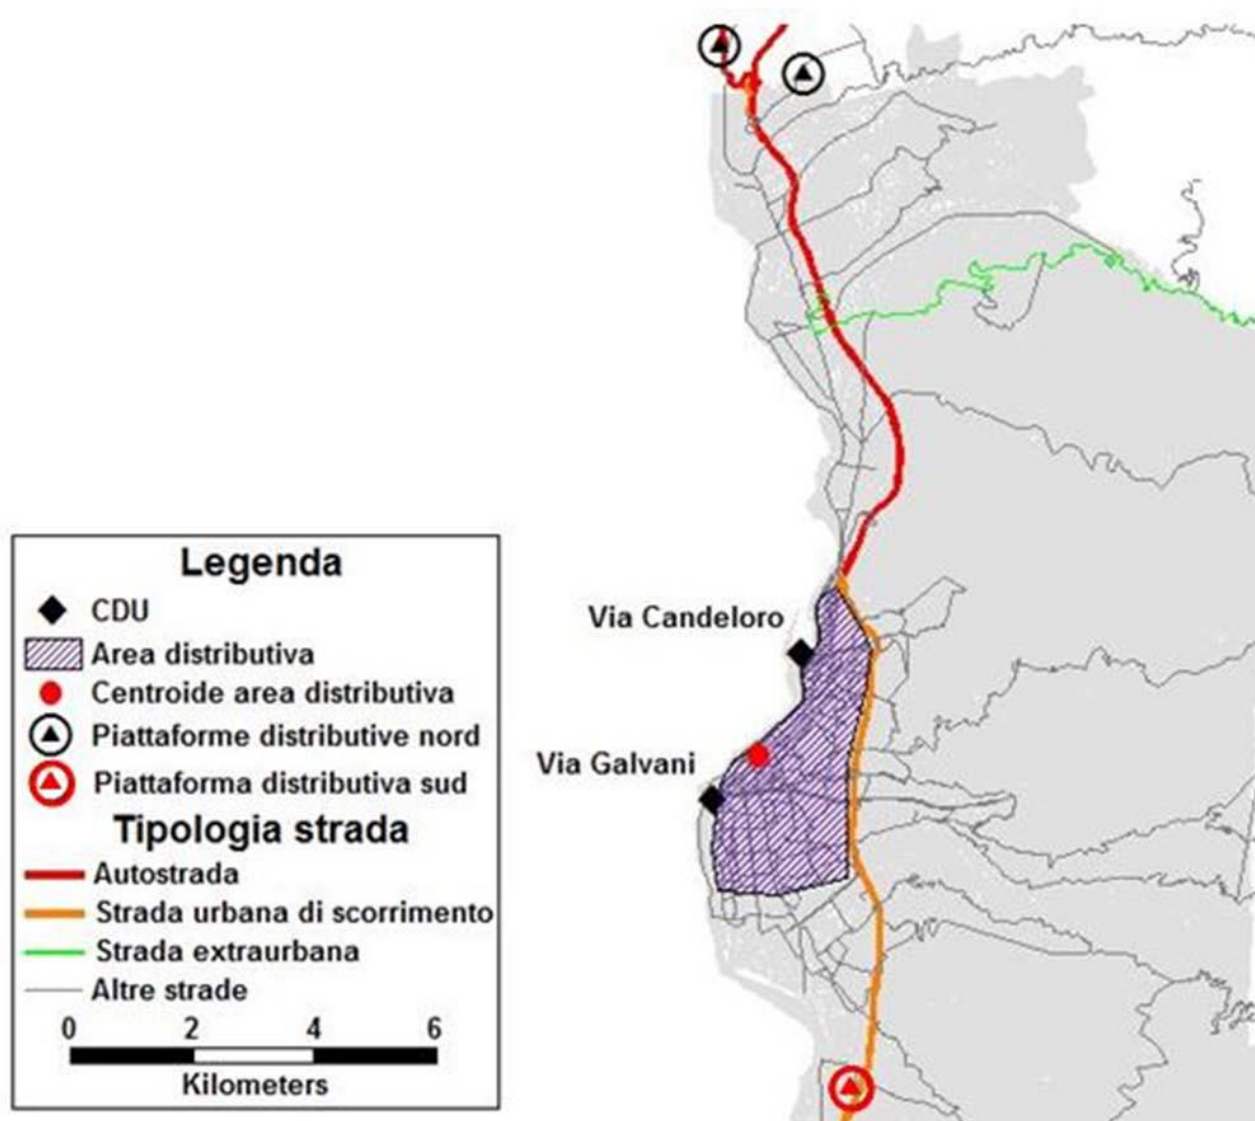 Via Candeloro
Via Galvani
Legenda
CDU
Area distributiva
Centroide area distributiva
Piattaforme distributive nord
Piattaforma distributiva sud
Tipologia strada
Autostrada
Strada urbana di scorrimento
Strada extraurbana
Altre strade
0 2 4 6
Kilometers